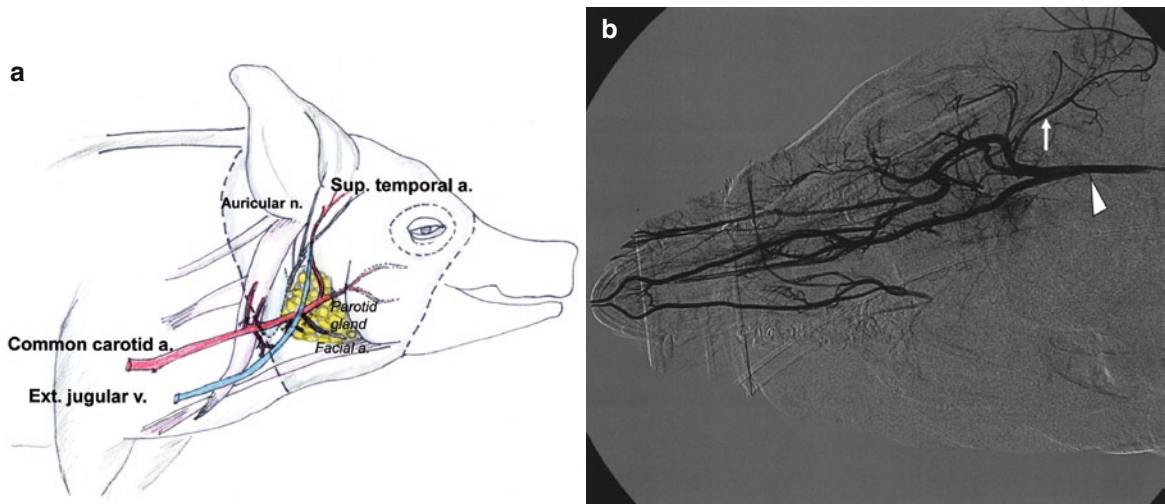 a
Sup. temporal a.
Auricular n.
Parotid
gland
Common carotid a.
Facial a.
Ext. jugular v.
b